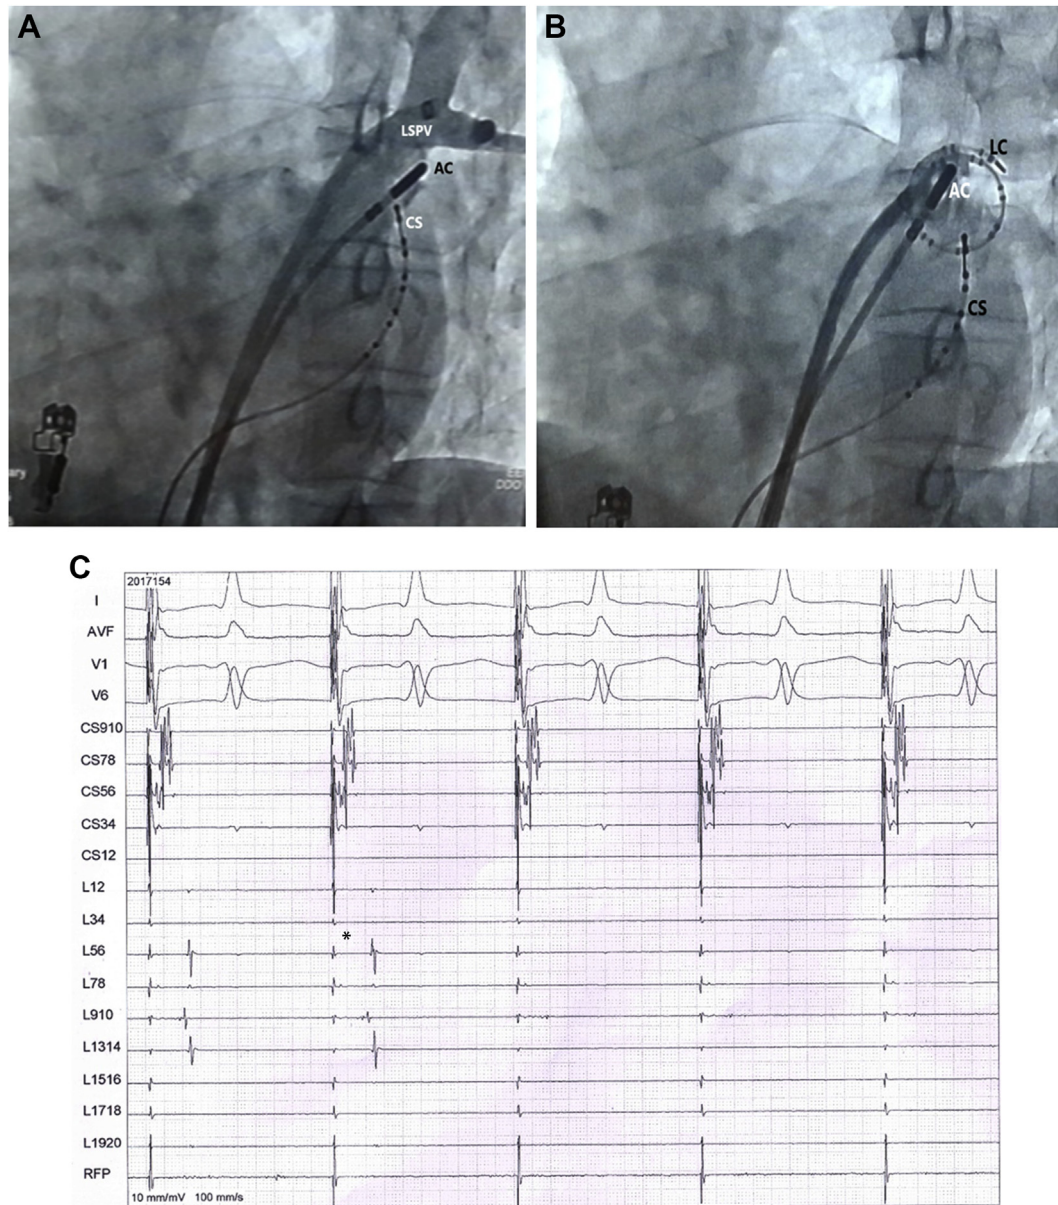 A
LSPV
AC
CS
B
LC
AC
CS
C
2017154
I
AVF
V1
V6
CS910
CS78
CS56
CS34
CS12
L12
L34
*
L56
L78
L910
L1314
L1516
L1718
L1920
RFP
10 mm/mV 100 mm/s